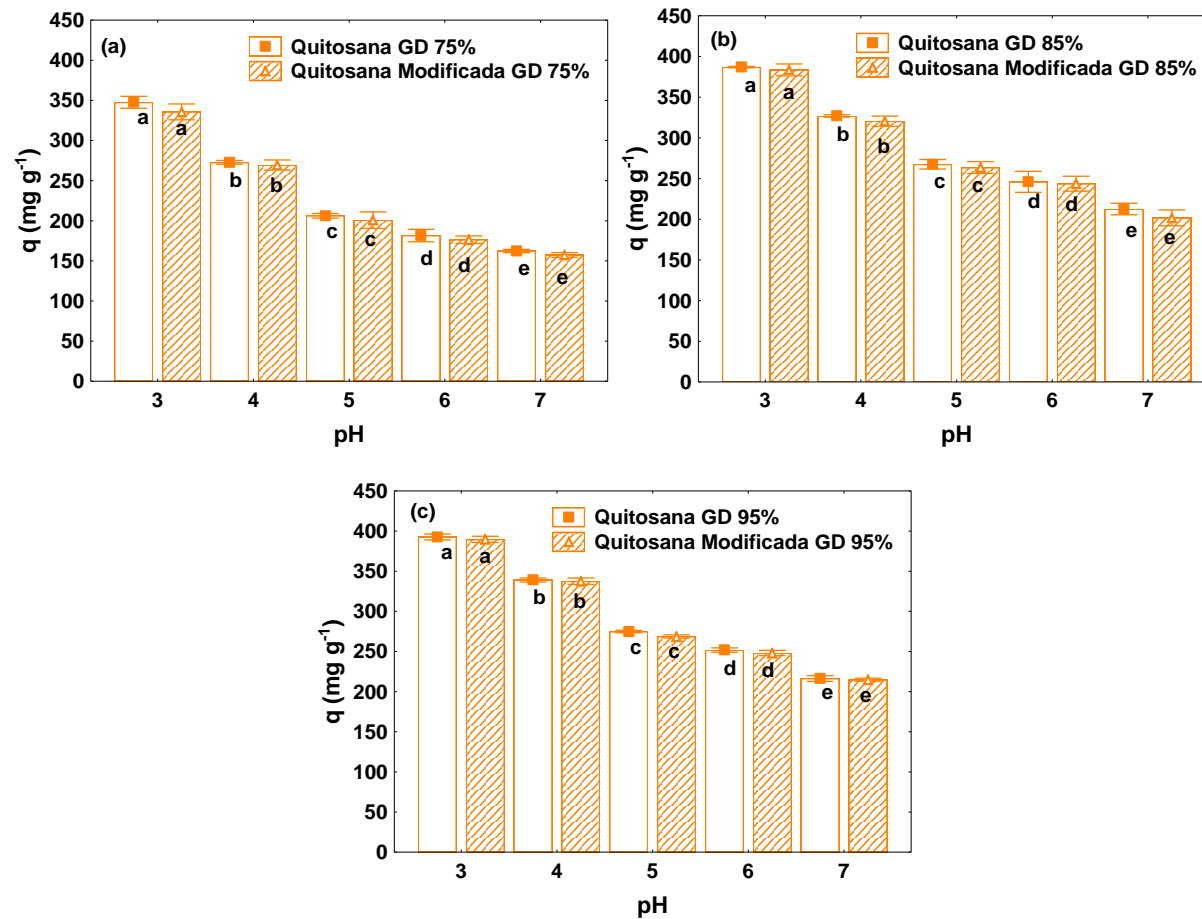 (a)
Quitosana GD 75%
Quitosana Modificada GD 75%
450
400
350
300
250
200
150
100
50
0
q (mg g⁻¹)
a a b b c c d d e e
3 4 5 6 7
pH
(b)
Quitosana GD 85%
Quitosana Modificada GD 85%
450
400
350
300
250
200
150
100
50
0
q (mg g⁻¹)
a a b b c c d d e e
3 4 5 6 7
pH
(c)
Quitosana GD 95%
Quitosana Modificada GD 95%
450
400
350
300
250
200
150
100
50
0
q (mg g⁻¹)
a a b b c c d d e e
3 4 5 6 7
pH